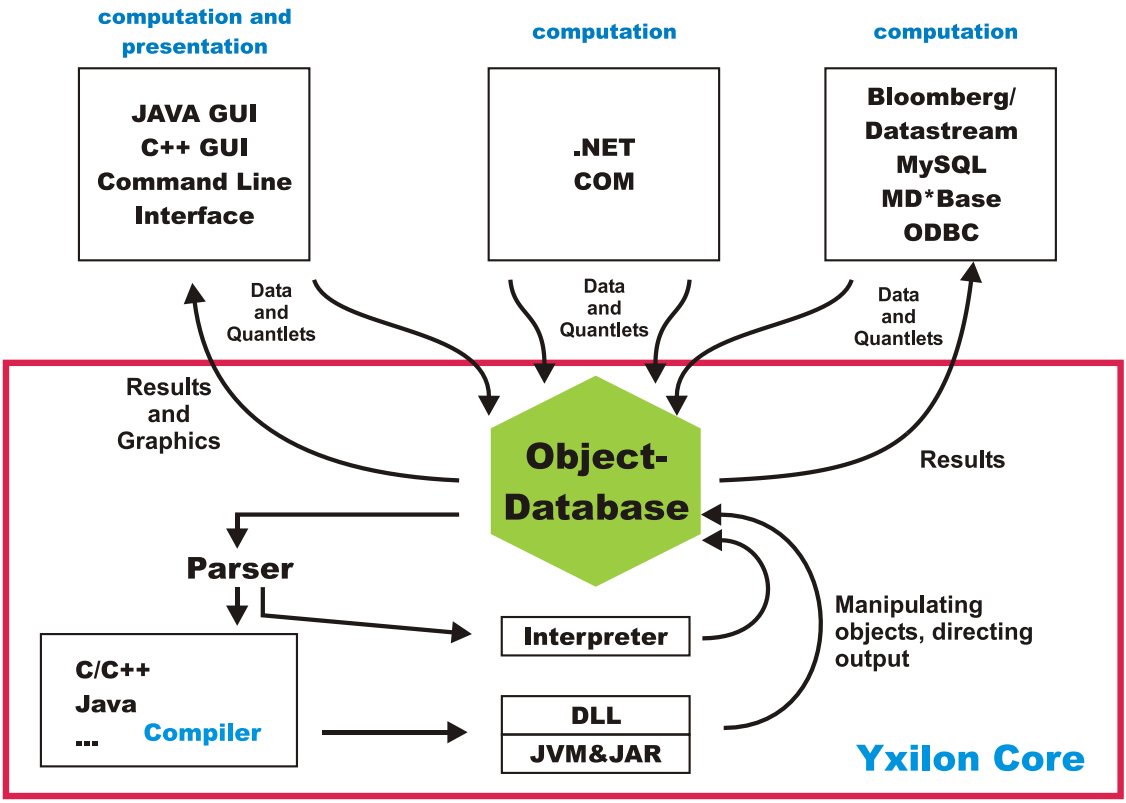 computation and
presentation
computation
computation
JAVA GUI
C++ GUI
Command Line
Interface
.NET
COM
Bloomberg/
Datastream
MySQL
MD*Base
ODBC
Data
and
Quantlets
Data
and
Quantlets
Data
and
Quantlets
Results
and
Graphics
Object-
Database
Results
Parser
Interpreter
Manipulating
objects, directing
output
C/C++
Java
... Compiler
DLL
JVM&JAR
Yxilon Core